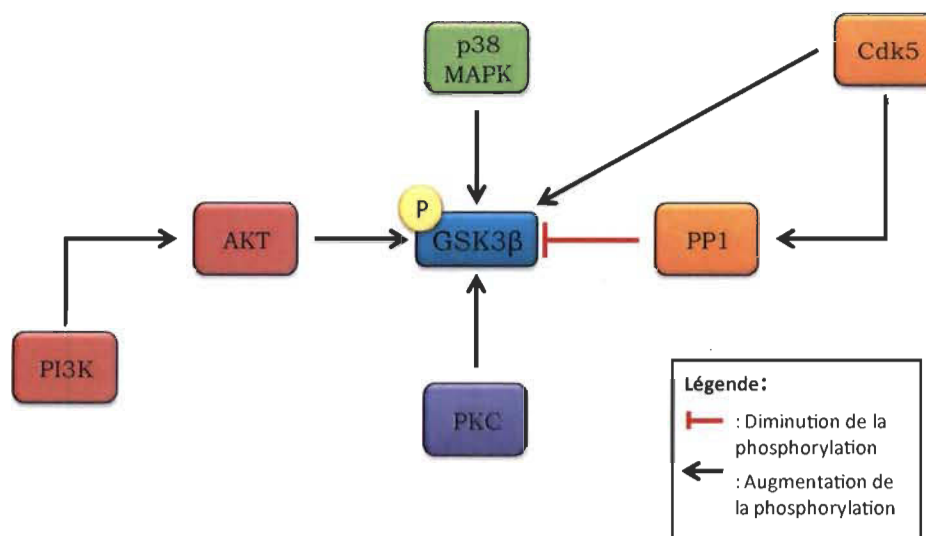 p38
MAPK
Cdk5
P
AKT
GSK3β
PP1
PI3K
PKC
Légende:
: Diminution de la
phosphorylation
: Augmentation de
la phosphorylation